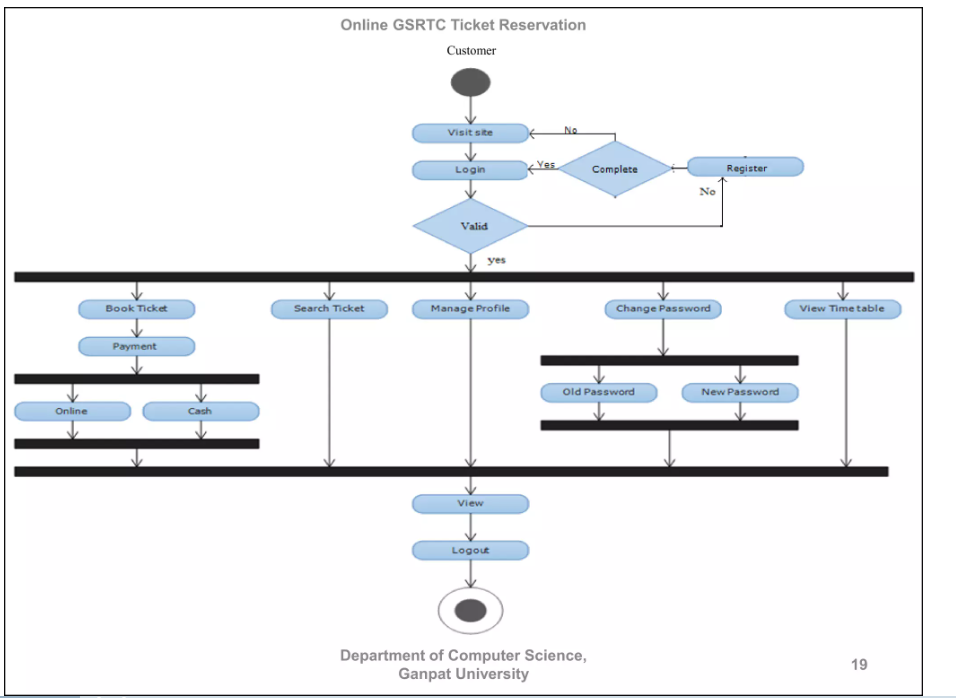 Online GSRTC Ticket Reservation
Customer
Visit site
No
Login
Yes
Complete
Register
No
Valid
yes
Book Ticket
Search Ticket
Manage Profile
Change Password
View Time table
Payment
Old Password
New Password
Online
Cash
View
Logout
Department of Computer Science,
Ganpat University
19